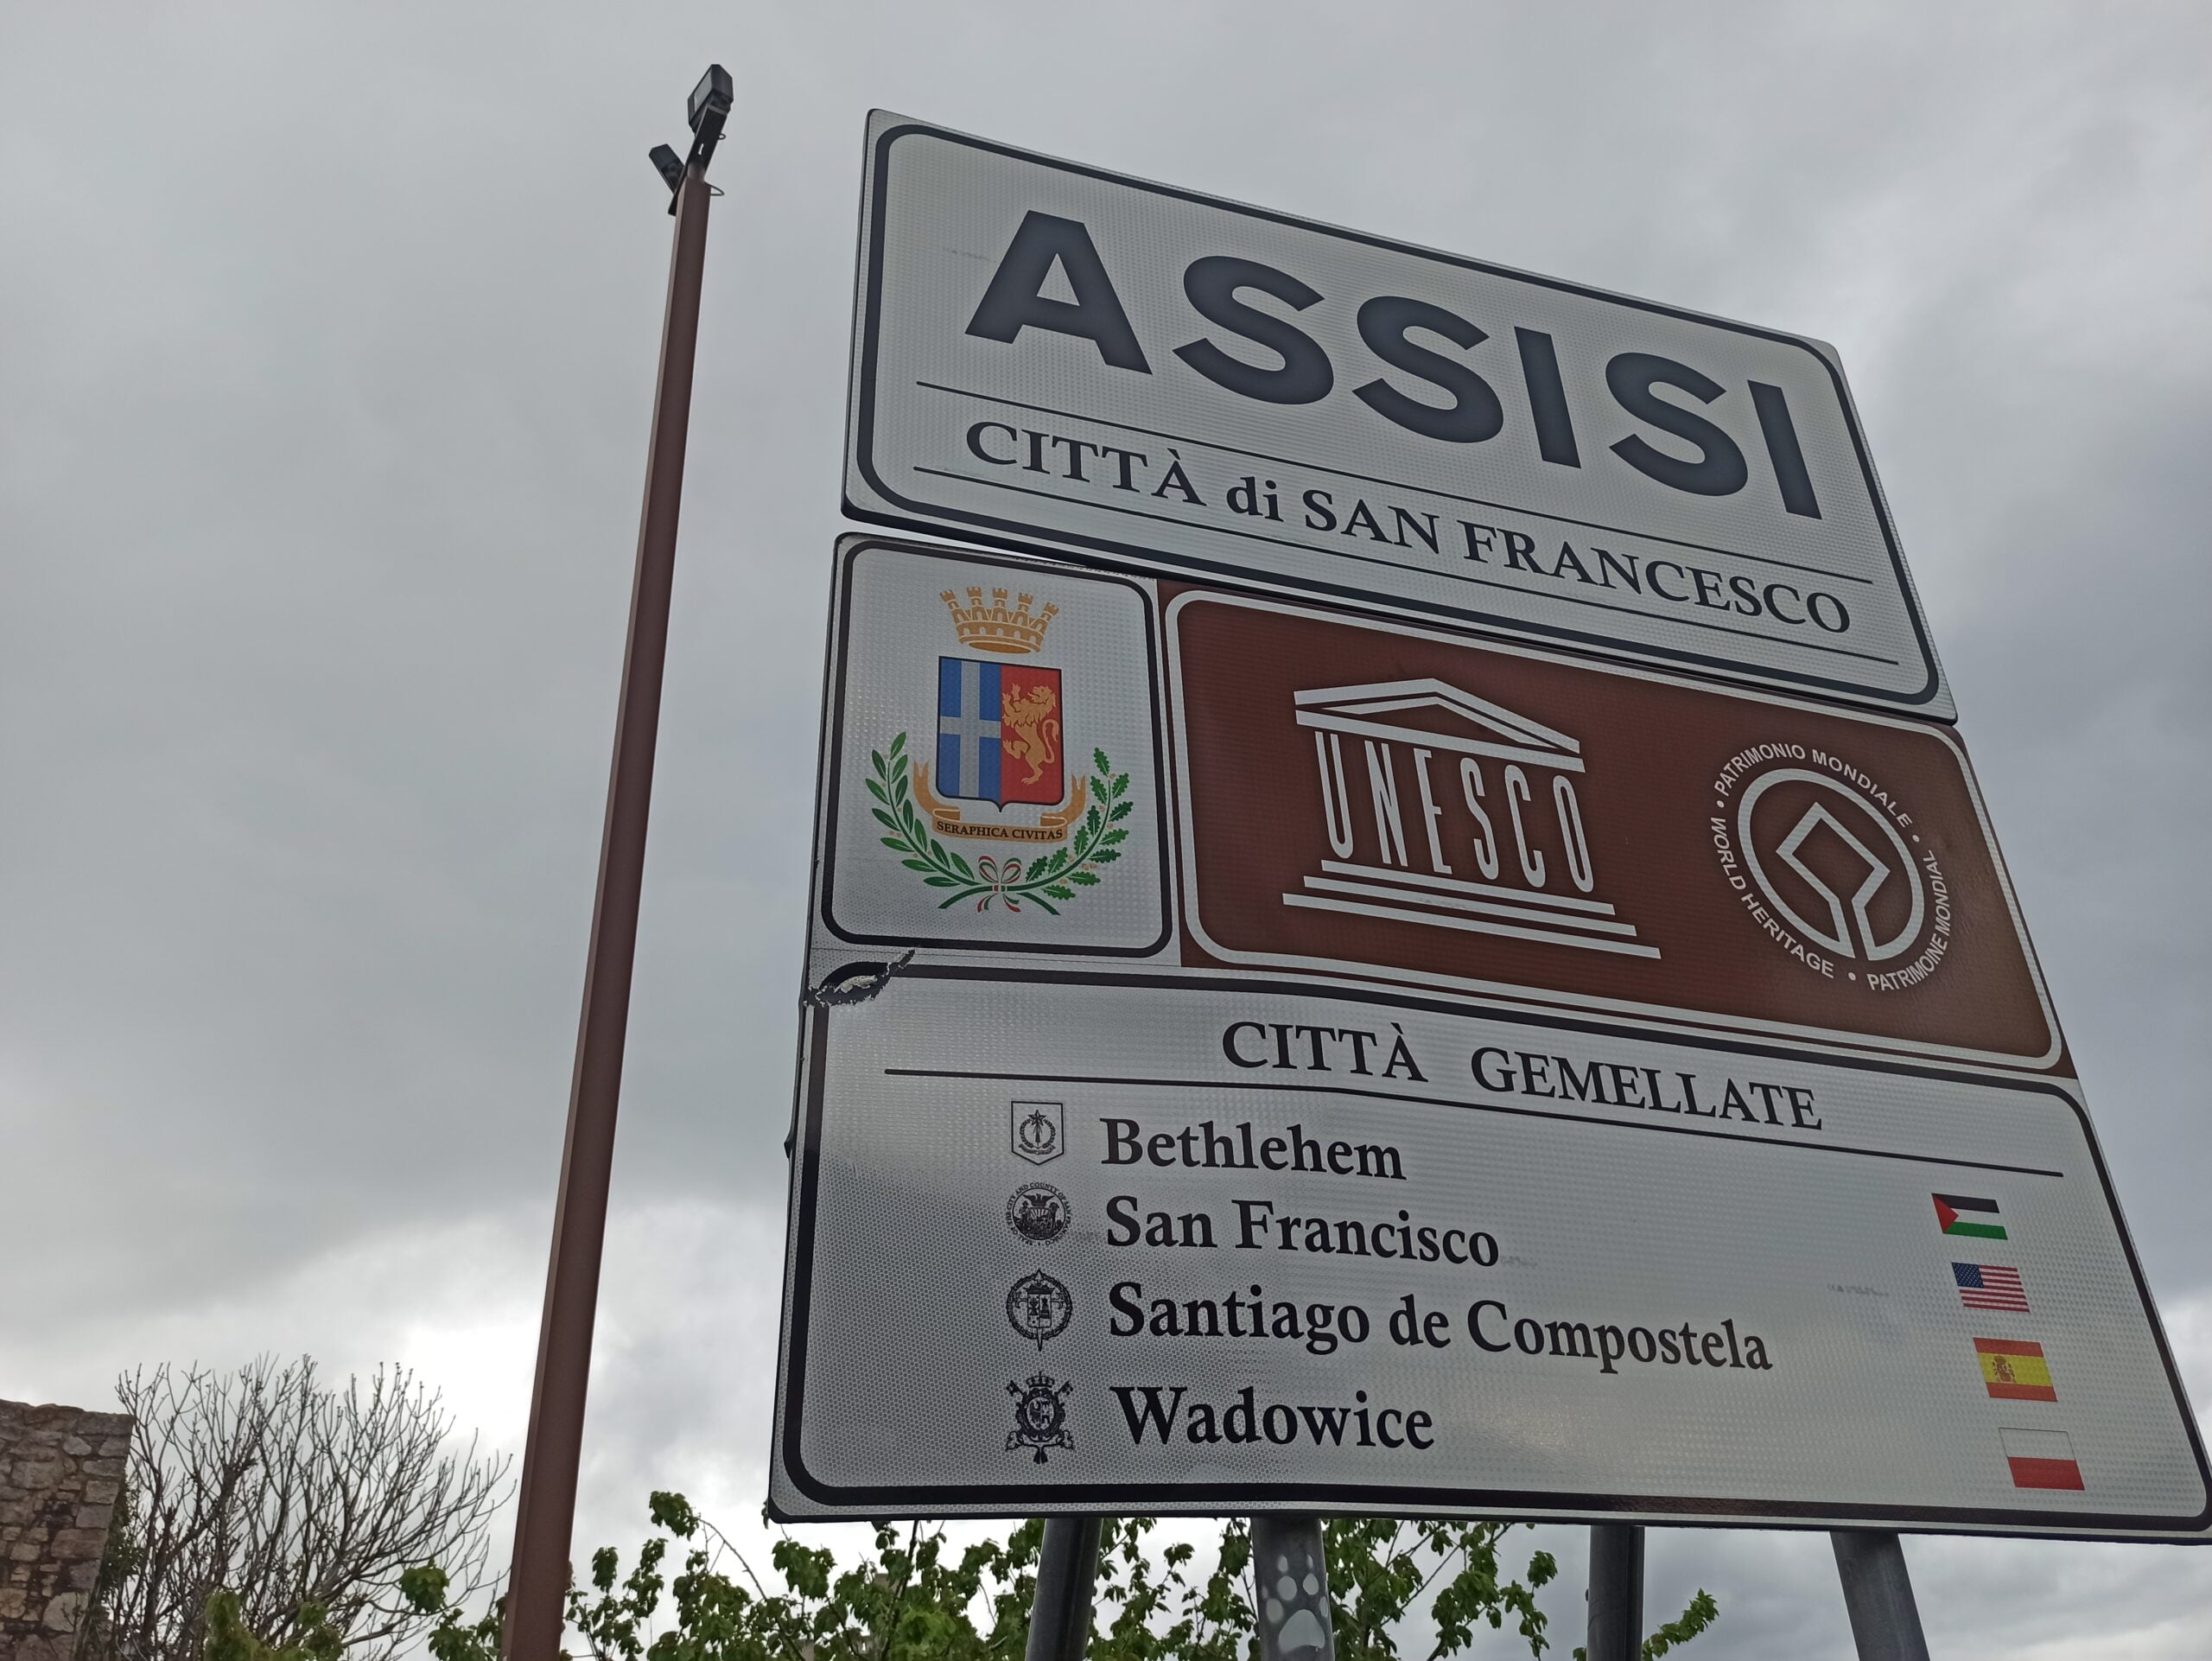 ASSISI
CITTÀ di SAN FRANCESCO
SERAPHICA CIVITAS
UNESCO
PATRIMONIO MONDIALE • WORLD HERITAGE • PATRIMOINE MONDIAL •
CITTÀ GEMELLATE
Bethlehem
San Francisco
Santiago de Compostela
Wadowice